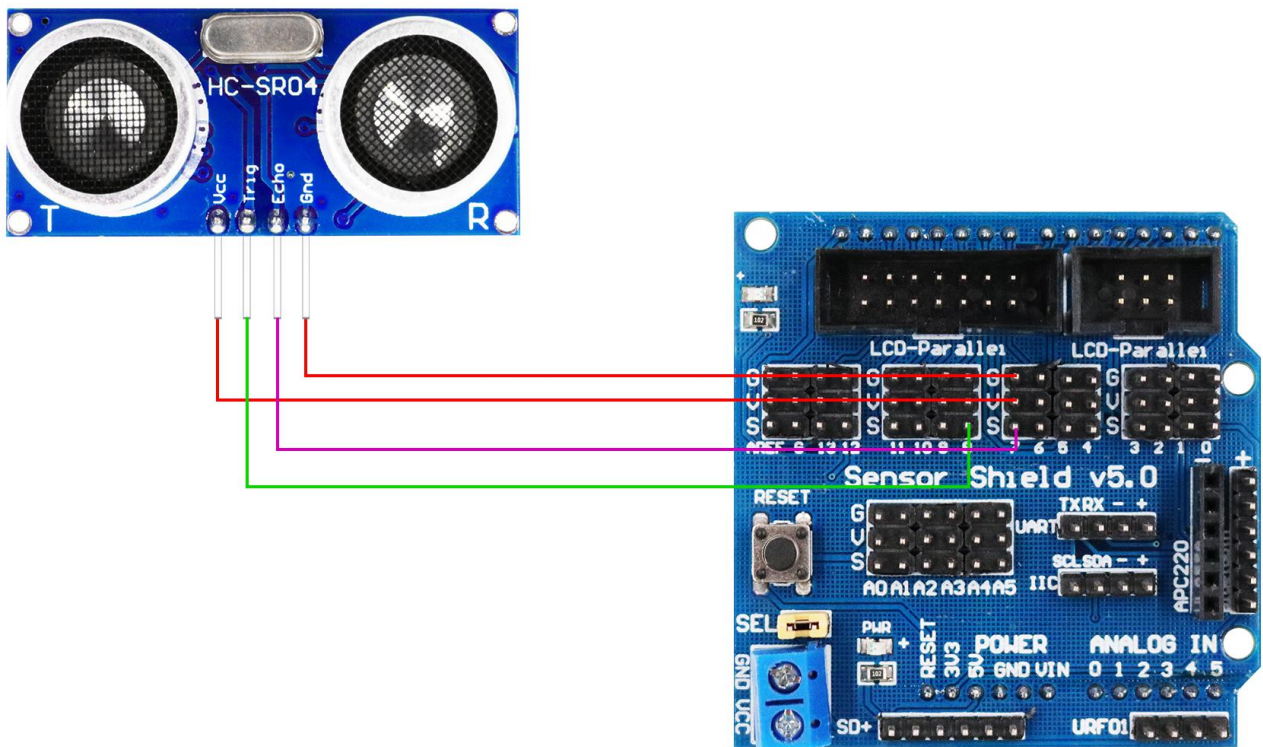 HC-SR04
Vcc
Trig
Echo
Gnd
T
R
+
102
LCD-Parallel
LCD-Parallel
G G G G
V V V
S S S S
AREF G 13 12
11 10 9 8
7 6 5 4
3 2 1 0
- +
Sensor Shield v5.0
RESET
G
V
S
A0 A1 A2 A3 A4 A5
TX RX - +
UART
SCL SDA - +
IIC
APC220
SEL
PWR
+
102
RESET
3V3
5V
POWER
GND VIN
ANALOG IN
0 1 2 3 4 5
GND VCC
SD+
URF01